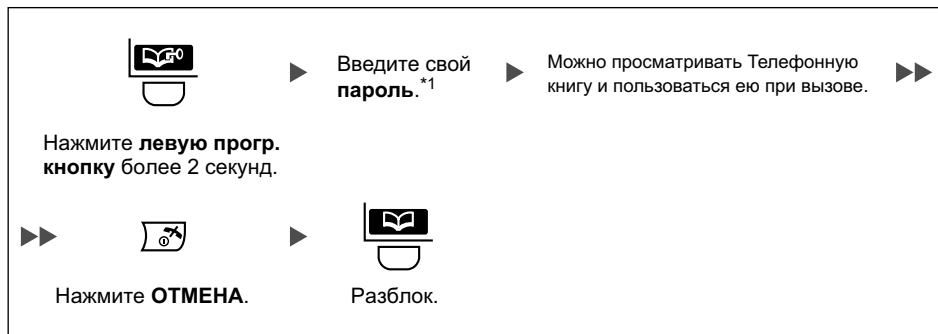 Введите свой
пароль.*1
Можно просматривать Телефонную
книгу и пользоваться ею при вызове.
Нажмите левую прогр.
кнопку более 2 секунд.
Нажмите ОТМЕНА.
Разблок.